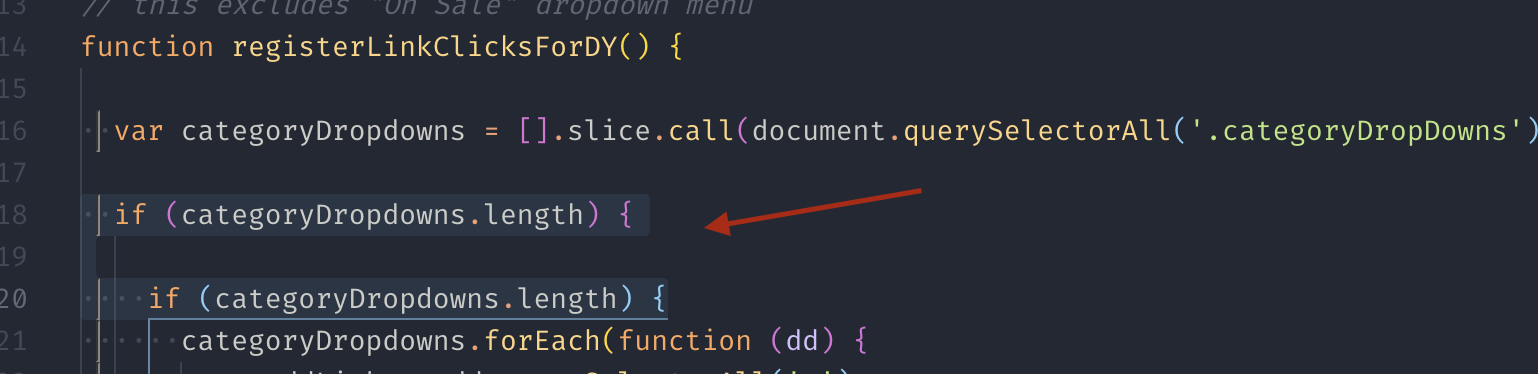 13 // this excludes "On Sale" dropdown menu
14 function registerLinkClicksForDY() {
15
16 var categoryDropdowns = [].slice.call(document.querySelectorAll('.categoryDropDowns')
17
18 if (categoryDropdowns.length) {
19
20 if (categoryDropdowns.length) {
21 categoryDropdowns.forEach(function (dd) {